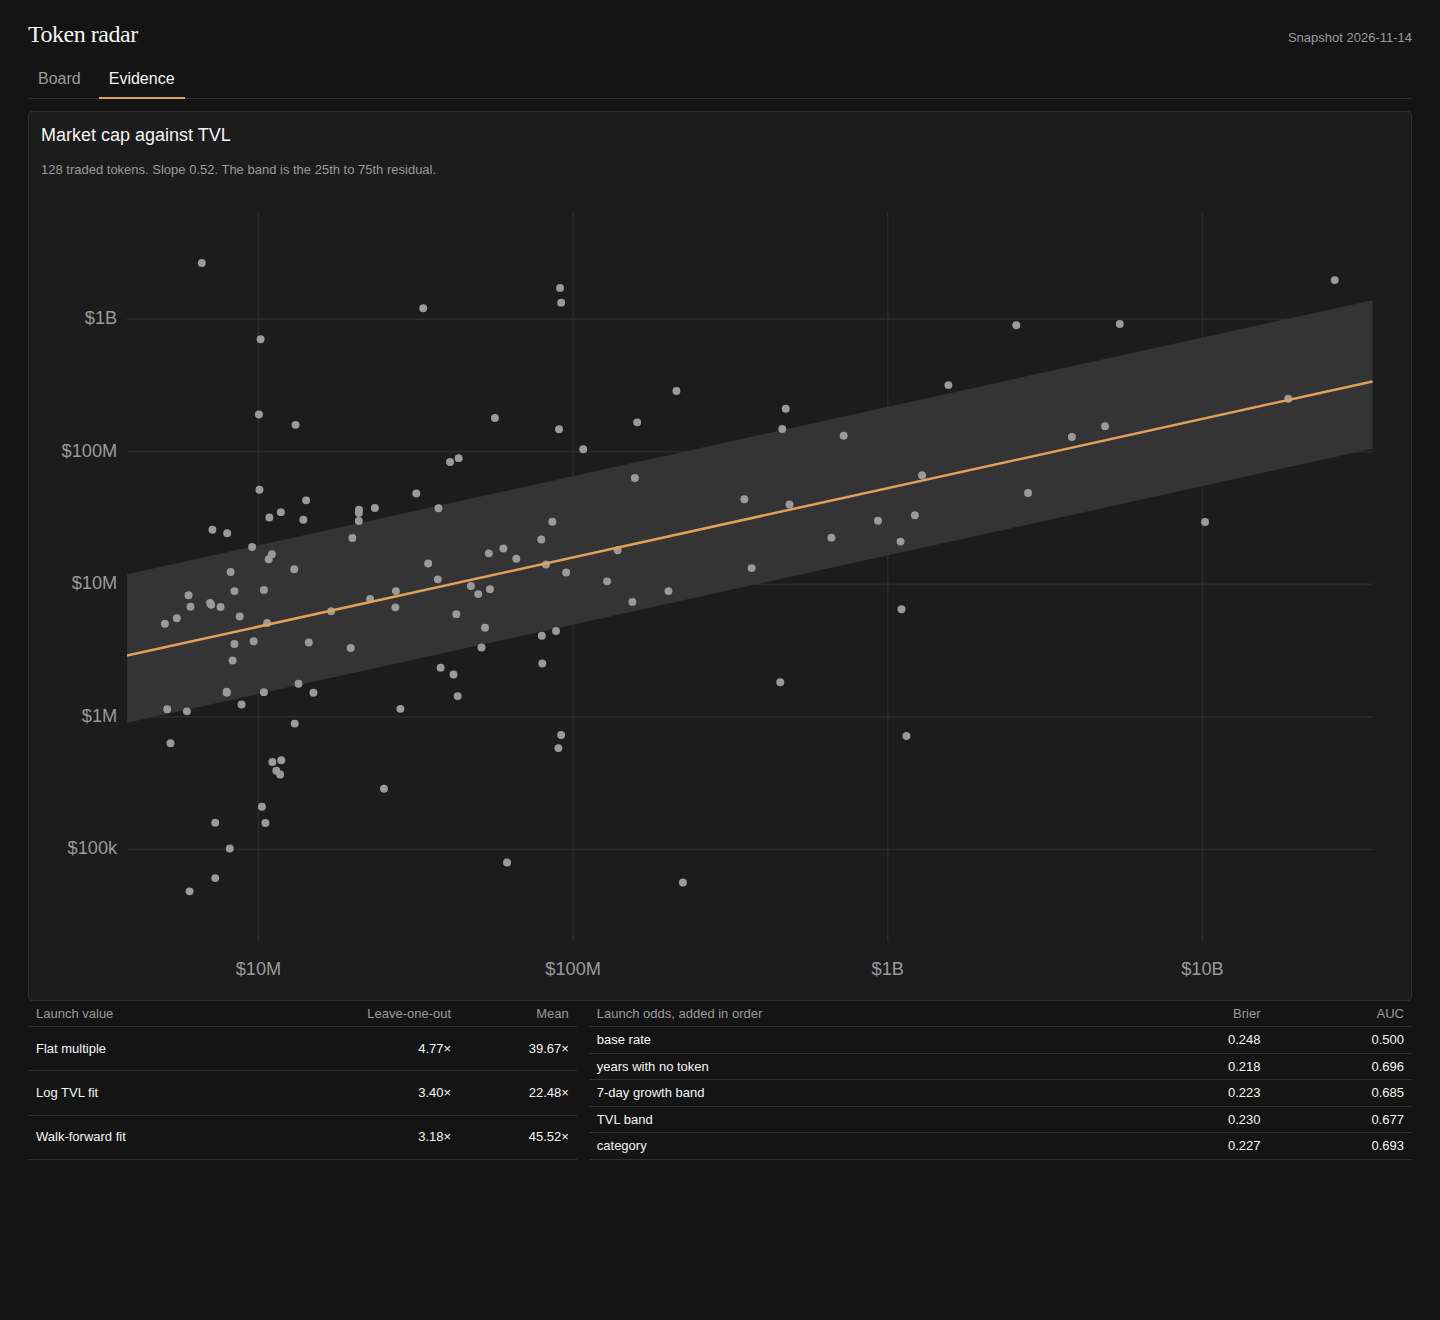 Token radar
Snapshot 2026-11-14
Board Evidence
Market cap against TVL
128 traded tokens. Slope 0.52. The band is the 25th to 75th residual.
$1B
$100M
$10M
$1M
$100k
$10M $100M $1B $10B
Launch value Leave-one-out Mean
Flat multiple 4.77× 39.67×
Log TVL fit 3.40× 22.48×
Walk-forward fit 3.18× 45.52×
Launch odds, added in order Brier AUC
base rate 0.248 0.500
years with no token 0.218 0.696
7-day growth band 0.223 0.685
TVL band 0.230 0.677
category 0.227 0.693